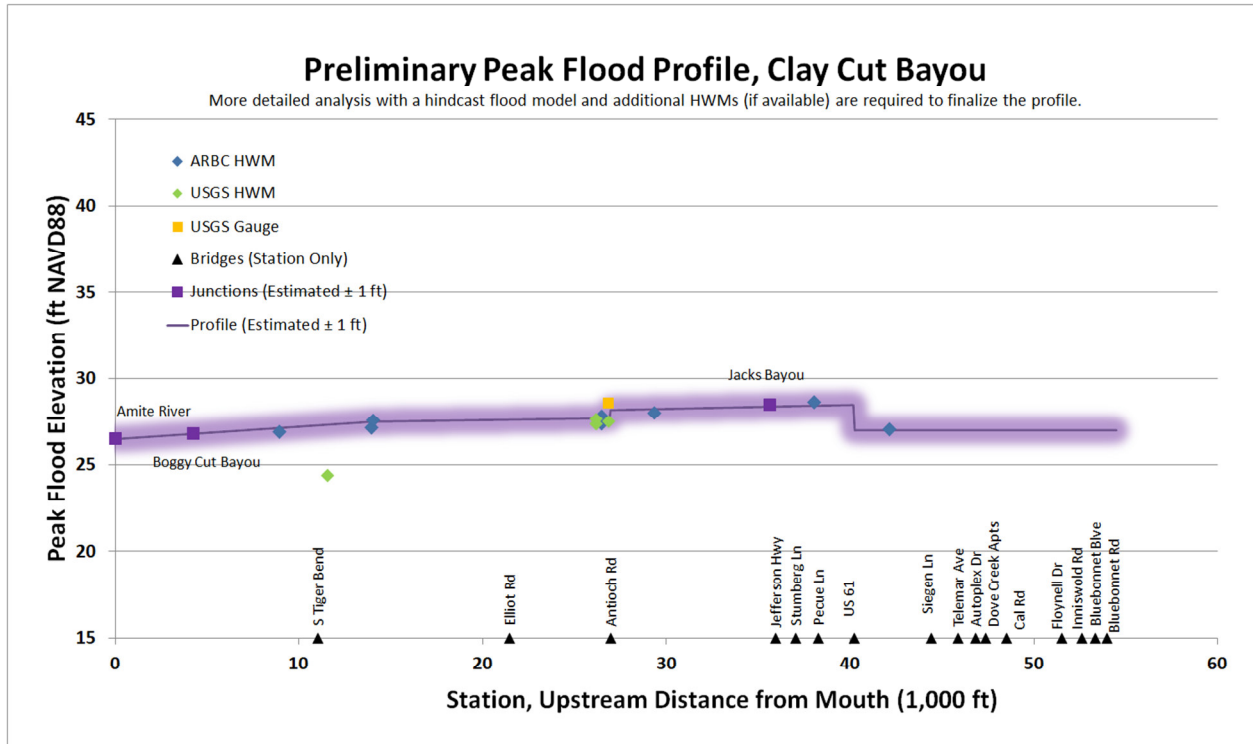 Preliminary Peak Flood Profile, Clay Cut Bayou
More detailed analysis with a hindcast flood model and additional HWMs (if available) are required to finalize the profile.
Peak Flood Elevation (ft NAVD88)
45
40
35
30
25
20
15
ARBC HWM
USGS HWM
USGS Gauge
Bridges (Station Only)
Junctions (Estimated ± 1 ft)
Profile (Estimated ± 1 ft)
Amite River
Boggy Cut Bayou
Jacks Bayou
S Tiger Bend
Elliot Rd
Antioch Rd
Jefferson Hwy
Stumberg Ln
Pecue Ln
US 61
Siegen Ln
Telemar Ave
Autoplex Dr
Dove Creek Apts
Cal Rd
Floynell Dr
Inniswold Rd
Bluebonnet Blve
Bluebonnet Rd
0
10
20
30
40
50
60
Station, Upstream Distance from Mouth (1,000 ft)